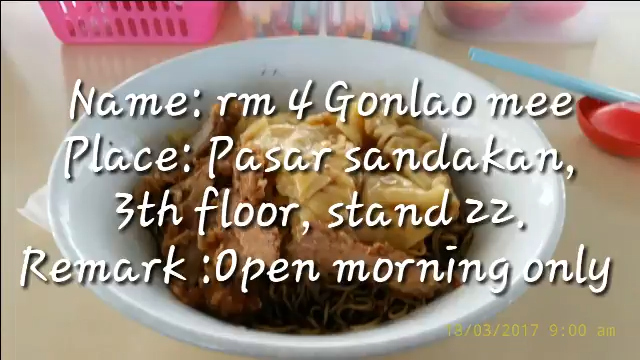 Name: rm 4 Gonlao mee
Place: Pasar sandakan,
3th floor, stand 22.
Remark :Open morning only
13/03/2017 9:00 am